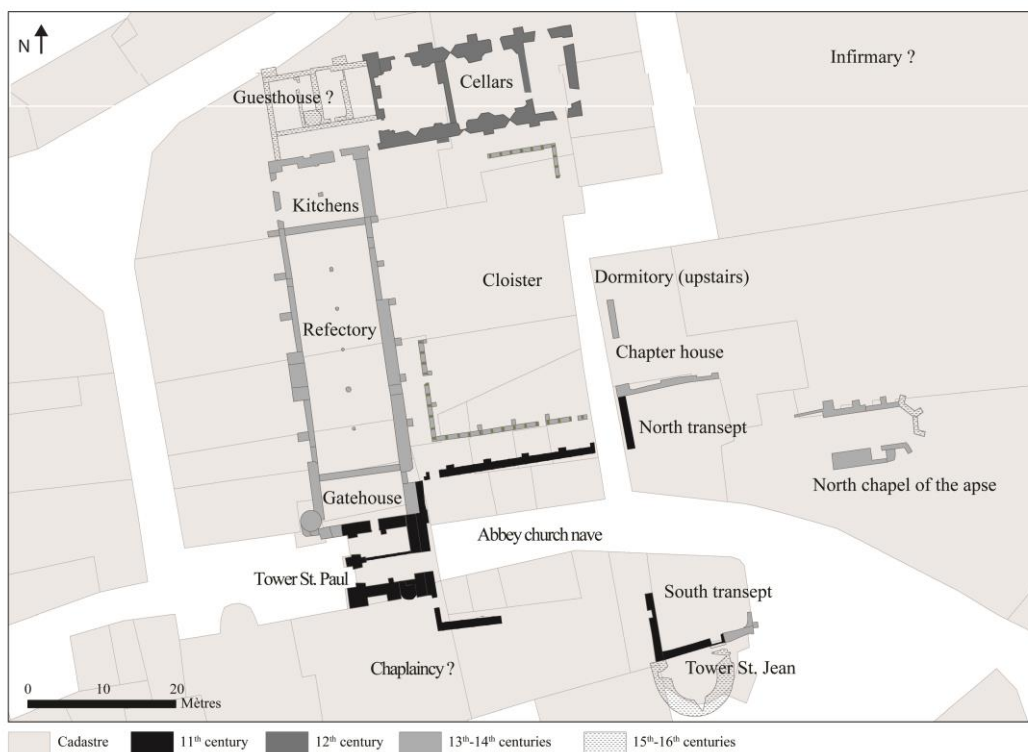 N
Infirmary ?
Cellars
Guesthouse ?
Kitchens
Cloister
Dormitory (upstairs)
Refectory
Chapter house
North transept
North chapel of the apse
Gatehouse
Abbey church nave
Tower St. Paul
South transept
Chaplaincy ?
Tower St. Jean
0 10 20
Mètres
Cadastre 11th century 12th century 13th-14th centuries 15th-16th centuries